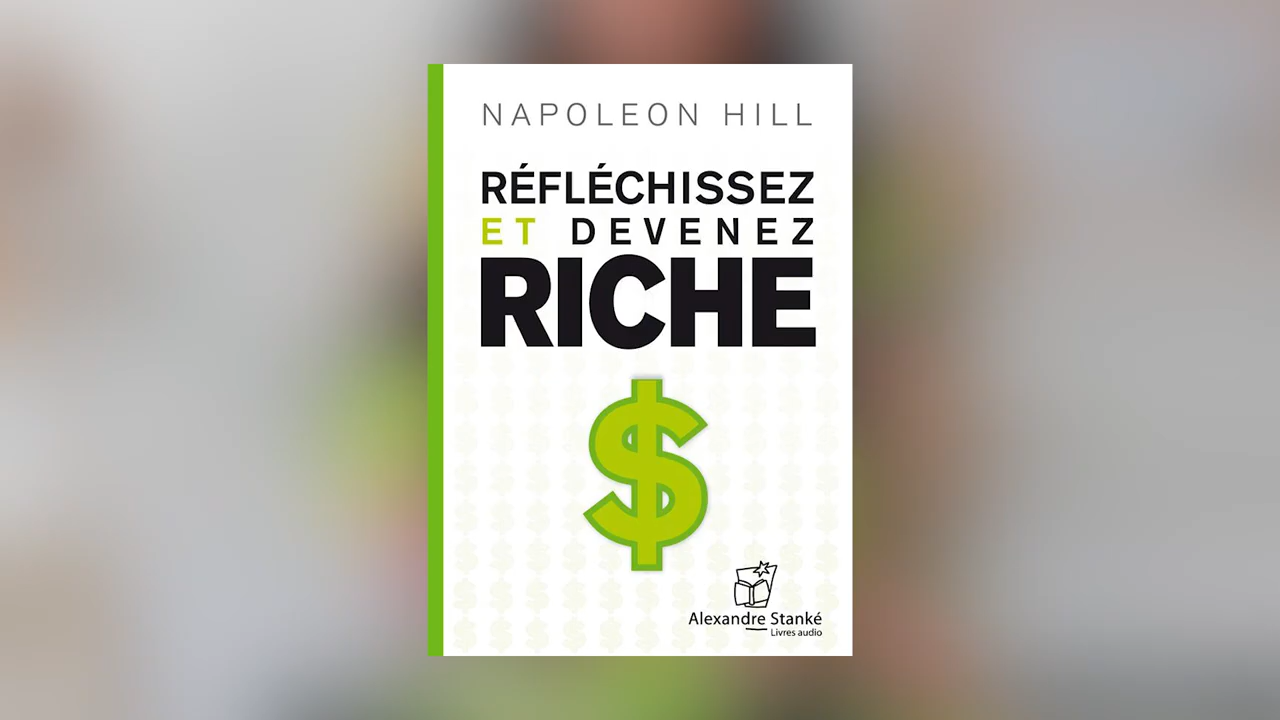 NAPOLEON HILL
RÉFLÉCHISSEZ
ET DEVENEZ
RICHE
$
Alexandre Stanké
Livres audio